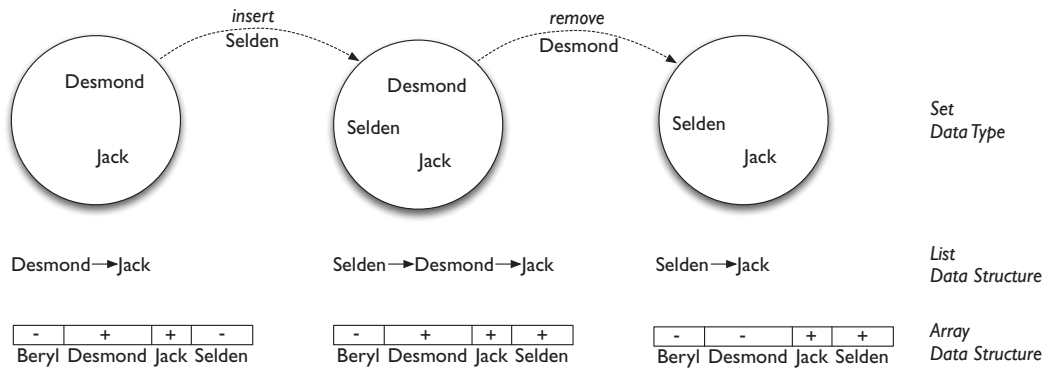 insert
Selden
remove
Desmond
Desmond
Jack
Desmond
Selden
Jack
Selden
Jack
Set
Data Type
Desmond Jack
Selden Desmond Jack
Selden Jack
List
Data Structure
- + + -
Beryl Desmond Jack Selden
- + + +
Beryl Desmond Jack Selden
- - + +
Beryl Desmond Jack Selden
Array
Data Structure